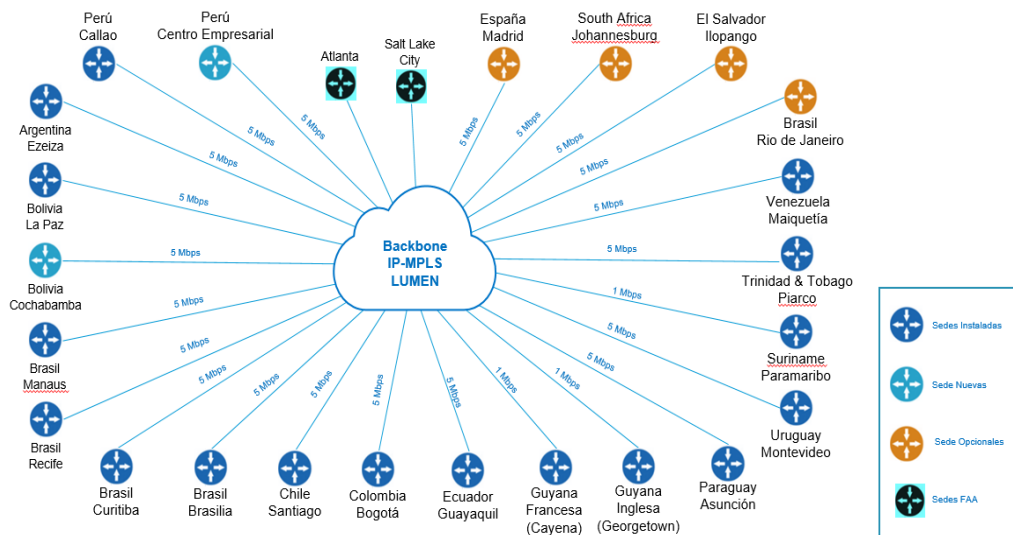 Perú
Callao
Perú
Centro Empresarial
Atlanta
Salt Lake
City
España
Madrid
South Africa
Johannesburg
El Salvador
Ilopango
Argentina
Ezeiza
Brasil
Rio de Janeiro
Bolivia
La Paz
Venezuela
Maiquetía
Bolivia
Cochabamba
Trinidad & Tobago
Piarco
Brasil
Manaus
Suriname
Paramaribo
Brasil
Recife
Uruguay
Montevideo
Brasil
Curitiba
Brasil
Brasilia
Chile
Santiago
Colombia
Bogotá
Ecuador
Guayaquil
Guyana
Francesa
(Cayena)
Guyana
Inglesa
(Georgetown)
Paraguay
Asunción
Backbone
IP-MPLS
LUMEN
5 Mbps
5 Mbps
5 Mbps
5 Mbps
5 Mbps
5 Mbps
5 Mbps
5 Mbps
5 Mbps
5 Mbps
5 Mbps
5 Mbps
5 Mbps
5 Mbps
1 Mbps
1 Mbps
5 Mbps
5 Mbps
1 Mbps
5 Mbps
5 Mbps
5 Mbps
5 Mbps
5 Mbps
5 Mbps
Sedes Instaladas
Sede Nuevas
Sede Opcionales
Sedes FAA